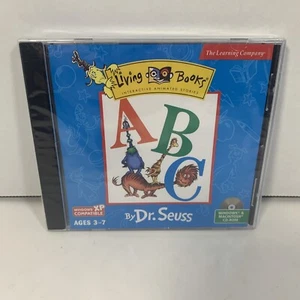 The Learning Company®
Living Books®
INTERACTIVE ANIMATED STORIES
A
B
C
By Dr. Seuss
WINDOWS XP
COMPATIBLE
AGES 3-7
WINDOWS® &
MACINTOSH®
CD-ROM